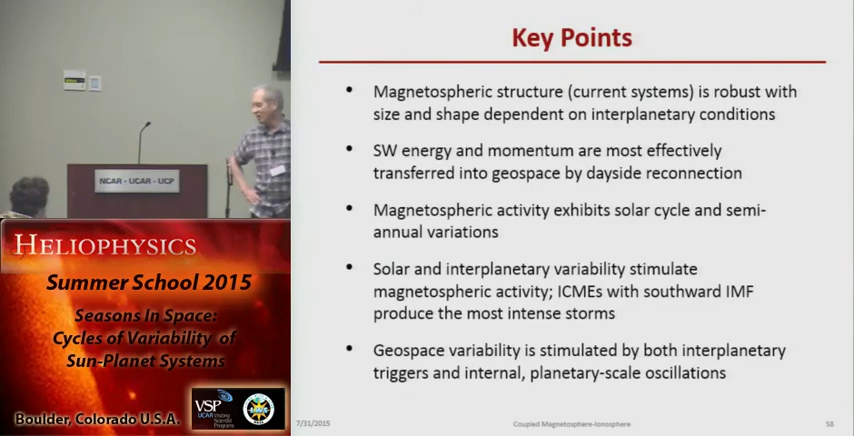 NCAR - UCAR - UCP
HELIOPHYSICS
Summer School 2015
Seasons In Space:
Cycles of Variability of
Sun-Planet Systems
VSP
UCAR Visiting
Scientist
Programs
Boulder, Colorado U.S.A.
Key Points
• Magnetospheric structure (current systems) is robust with
size and shape dependent on interplanetary conditions
• SW energy and momentum are most effectively
transferred into geospace by dayside reconnection
• Magnetospheric activity exhibits solar cycle and semi-
annual variations
• Solar and interplanetary variability stimulate
magnetospheric activity; ICMEs with southward IMF
produce the most intense storms
• Geospace variability is stimulated by both interplanetary
triggers and internal, planetary-scale oscillations
7/31/2015
Coupled Magnetosphere-Ionosphere
58